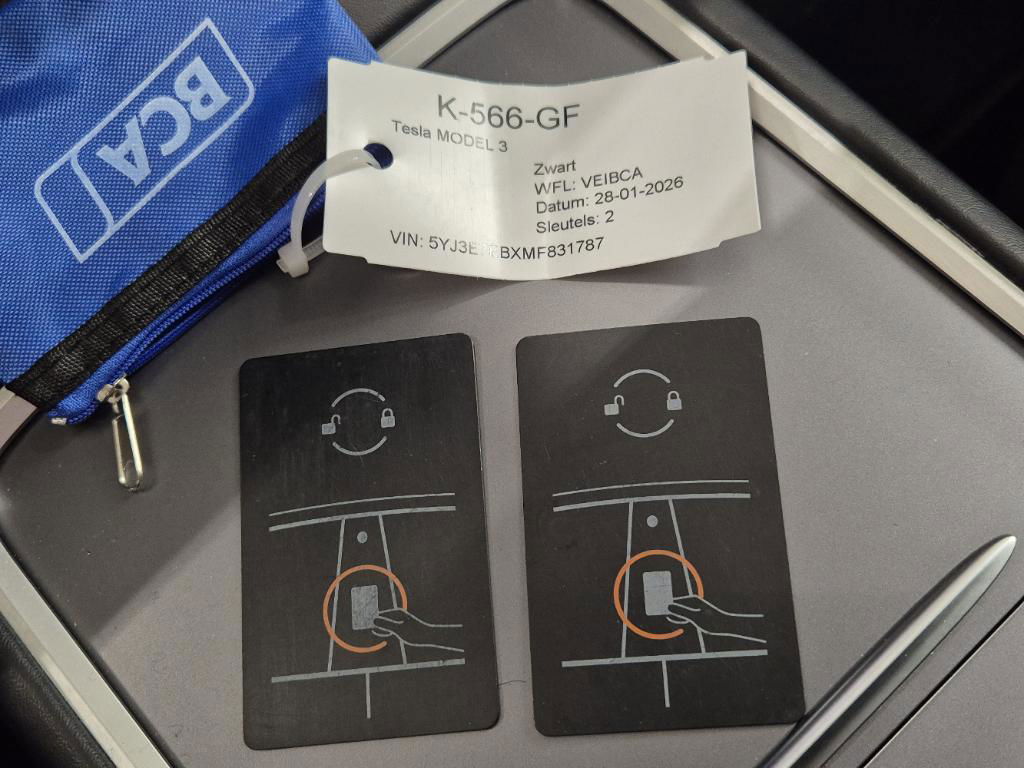 BCA
K-566-GF
Tesla MODEL 3
Zwart
WFL: VEIBCA
Datum: 28-01-2026
Sleutels: 2
VIN: